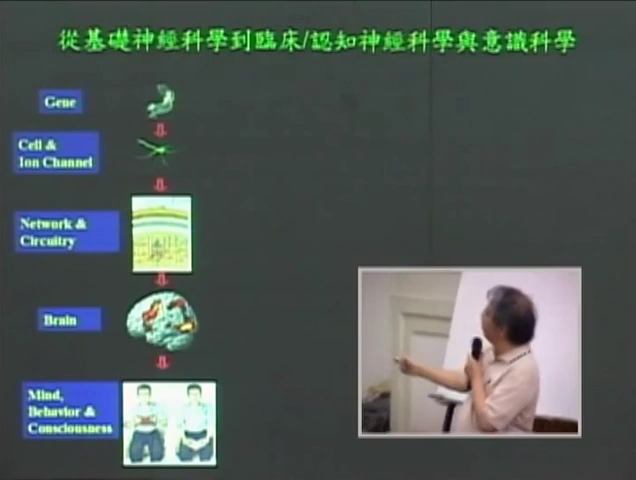 從基礎神經科學到臨床/認知神經科學與意識科學
Gene
Cell &
Ion Channel
Network &
Circuitry
Brain
Mind,
Behavior &
Consciousness